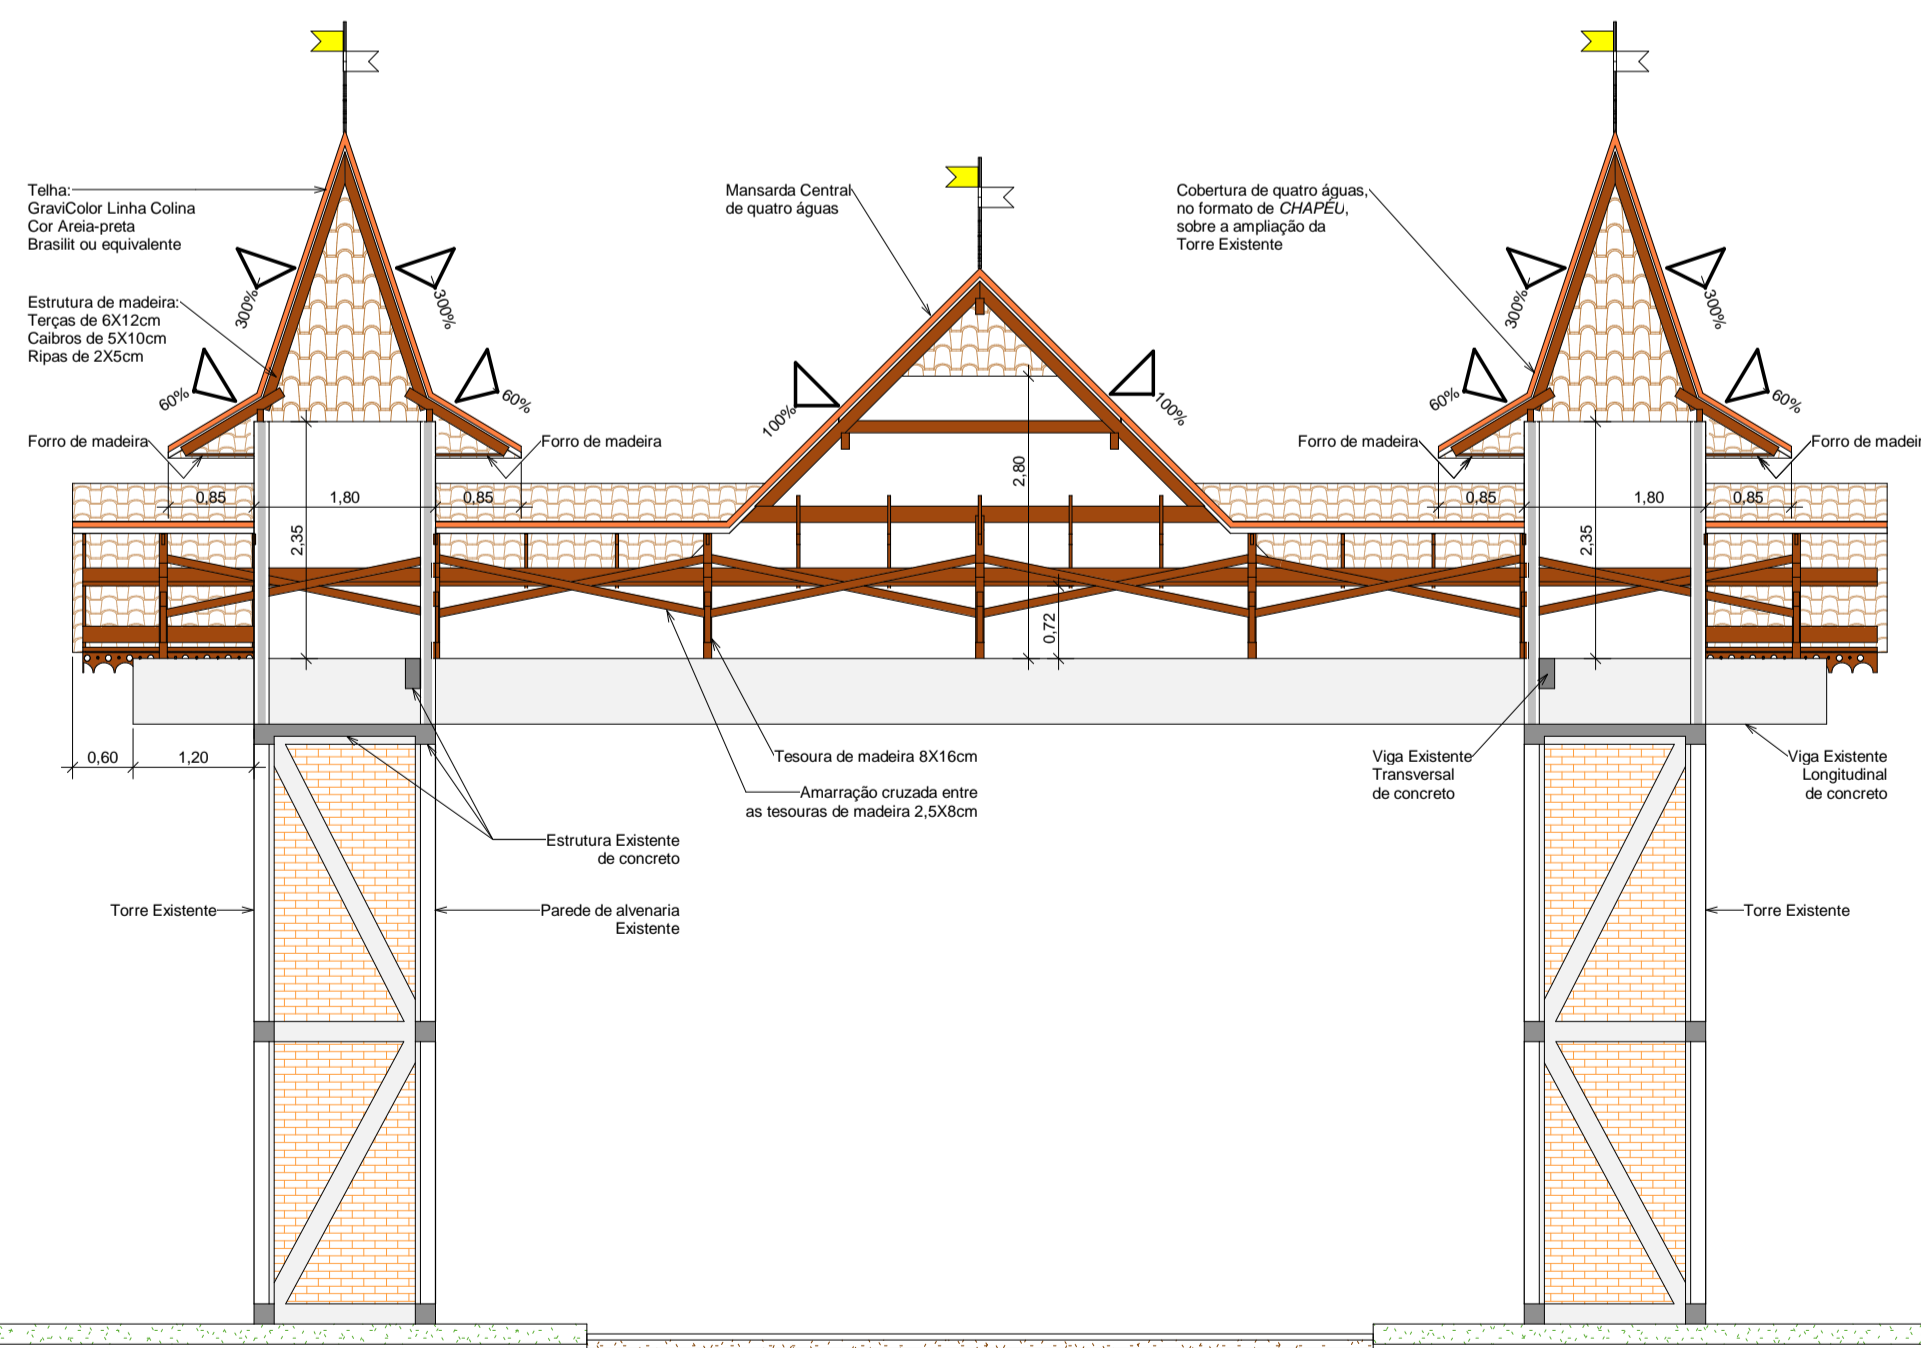 Telha:
GraviColor Linha Colina
Cor Areia-preta
Brasilit ou equivalente
Estrutura de madeira:
Terças de 6X12cm
Caibros de 5X10cm
Ripas de 2X5cm
300%
300%
60%
60%
Forro de madeira
Forro de madeira
0,85
1,80
0,85
2,35
Mansarda Central
de quatro águas
100%
100%
2,80
0,72
Cobertura de quatro águas,
no formato de CHAPÉU,
sobre a ampliação da
Torre Existente
300%
300%
60%
60%
Forro de madeira
Forro de madeir
0,85
1,80
0,85
2,35
0,60
1,20
Tesoura de madeira 8X16cm
Amarração cruzada entre
as tesouras de madeira 2,5X8cm
Estrutura Existente
de concreto
Viga Existente
Transversal
de concreto
Viga Existente
Longitudinal
de concreto
Torre Existente
Parede de alvenaria
Existente
Torre Existente